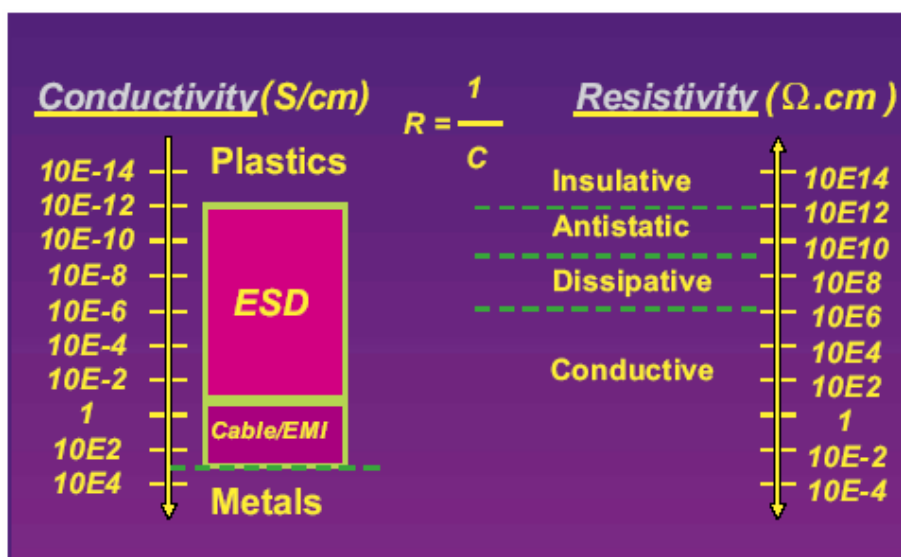 Conductivity (S/cm)
R = 1
C
Resistivity (Ω.cm )
Plastics
10E-14
10E-12
10E-10
10E-8
10E-6
10E-4
10E-2
1
10E2
10E4
ESD
Cable/EMI
Metals
Insulative
Antistatic
Dissipative
Conductive
10E14
10E12
10E10
10E8
10E6
10E4
10E2
1
10E-2
10E-4